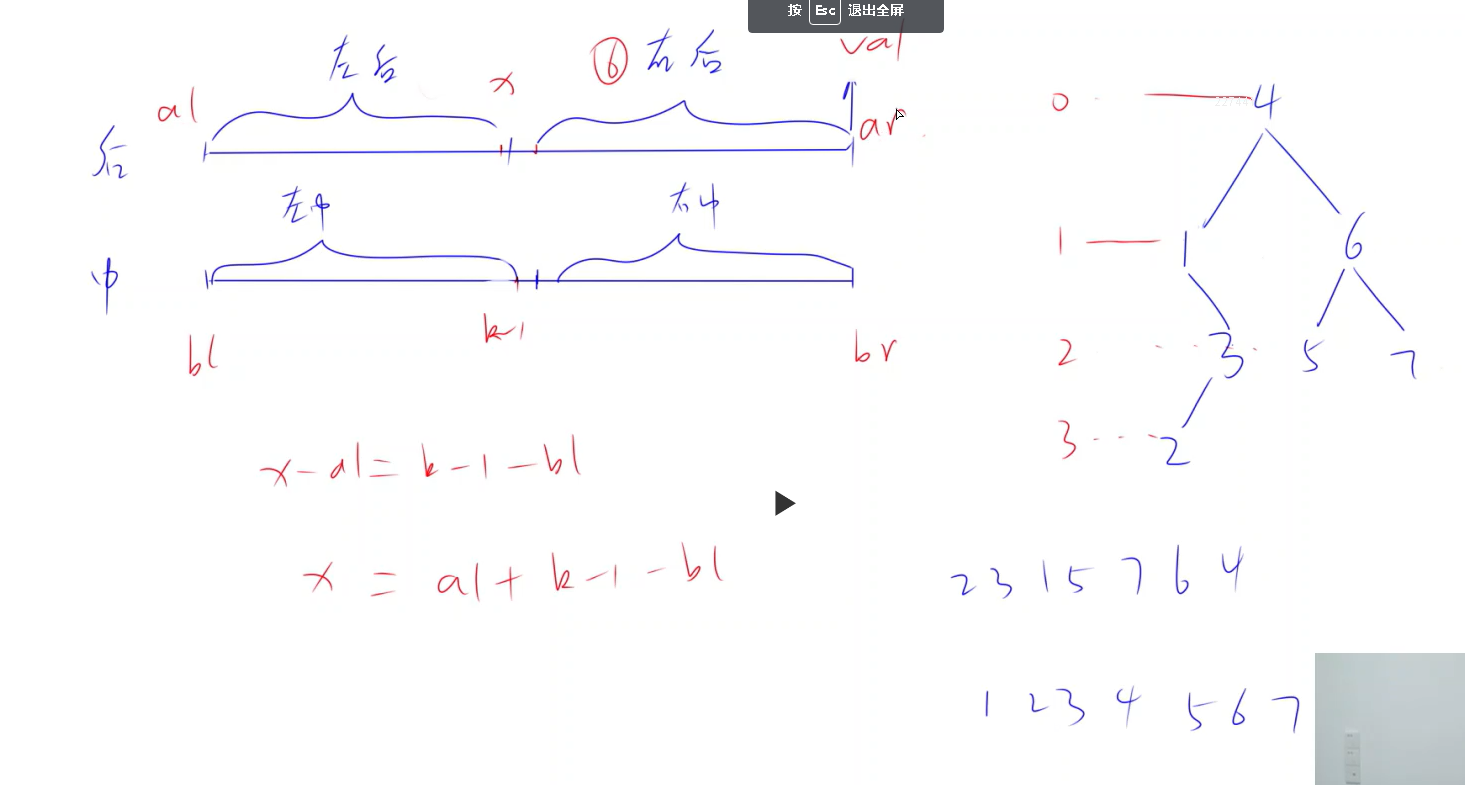 按 Esc 退出全屏
左后 x ⑥ 右后 val
al ar
后
左中 右中
中
bl k-1 br
x-al=k-1-bl
x = al+k-1-bl
0 4
1 1 6
2 3 5 7
3 2
2 3 1 5 7 6 4
1 2 3 4 5 6 7